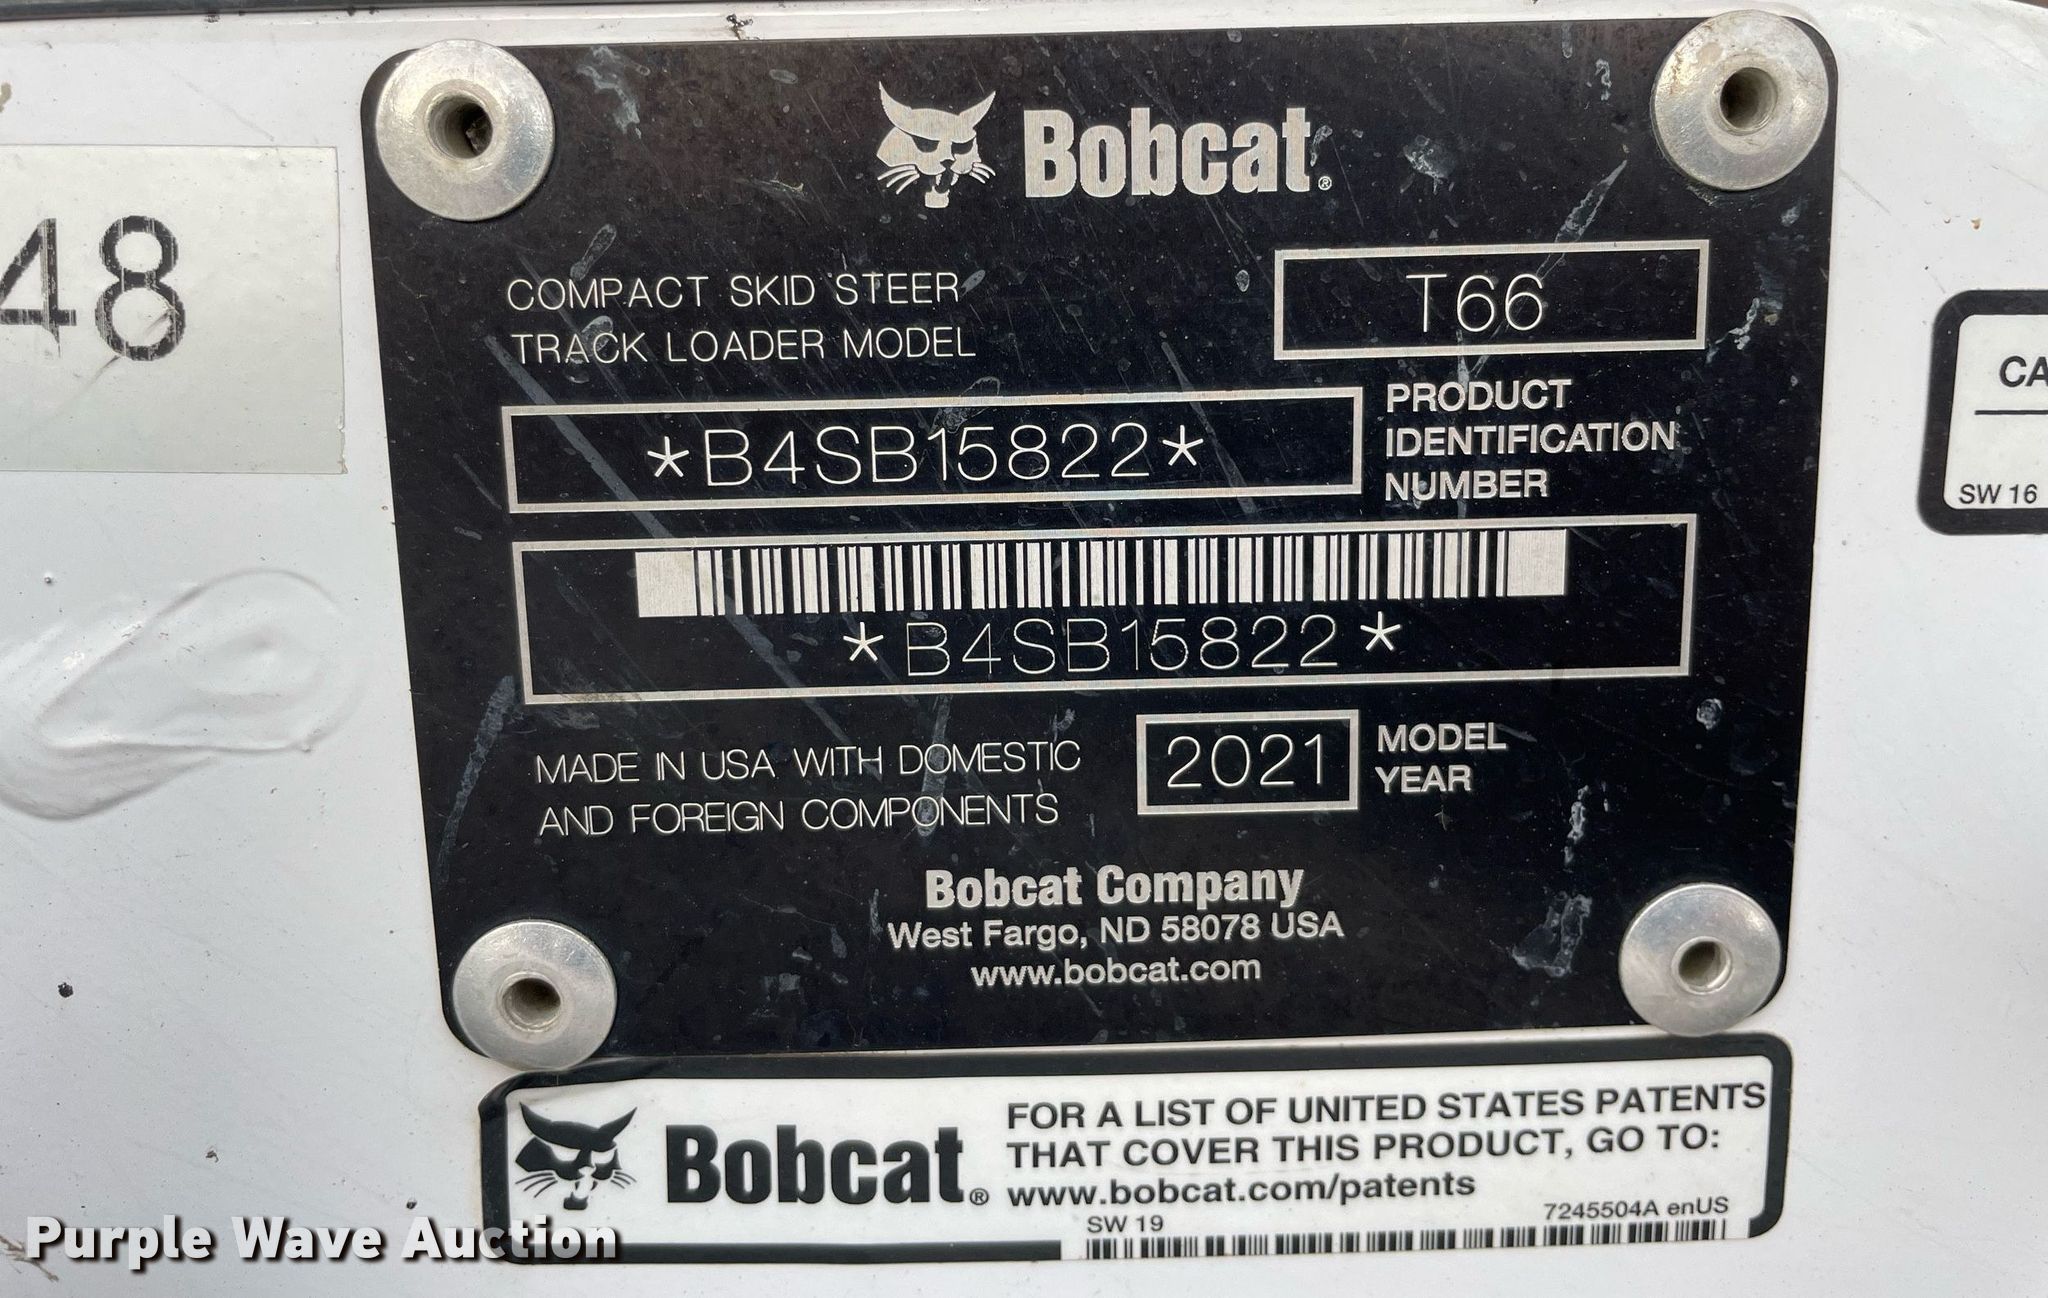 48
Bobcat®
COMPACT SKID STEER
TRACK LOADER MODEL
T66
*B4SB15822*
PRODUCT
IDENTIFICATION
NUMBER
*B4SB15822*
MADE IN USA WITH DOMESTIC
AND FOREIGN COMPONENTS
2021
MODEL
YEAR
Bobcat Company
West Fargo, ND 58078 USA
www.bobcat.com
CA
SW 16
Bobcat®
FOR A LIST OF UNITED STATES PATENTS
THAT COVER THIS PRODUCT, GO TO:
www.bobcat.com/patents
SW 19
7245504A enUS
Purple Wave Auction